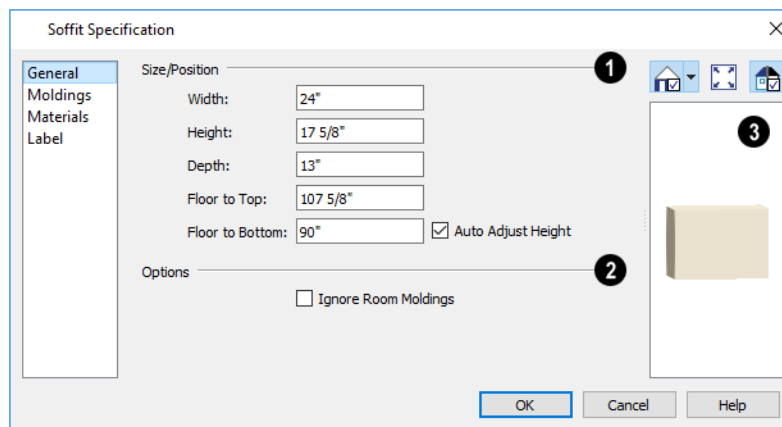 Soffit Specification
General
Moldings
Materials
Label
Size/Position 1
Width: 24"
Height: 17 5/8"
Depth: 13"
Floor to Top: 107 5/8"
Floor to Bottom: 90" Auto Adjust Height
Options 2
Ignore Room Moldings
3
OK Cancel Help